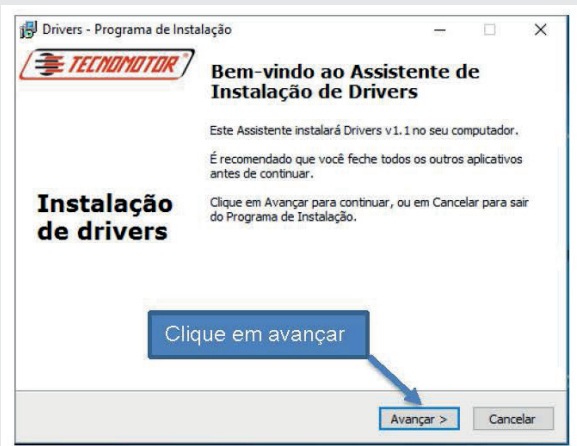 Drivers - Programa de Instalação
TECNOMOTOR
Bem-vindo ao Assistente de
Instalação de Drivers
Este Assistente instalará Drivers v1.1 no seu computador.
É recomendado que você feche todos os outros aplicativos
antes de continuar.
Clique em Avançar para continuar, ou em Cancelar para sair
do Programa de Instalação.
Instalação
de drivers
Clique em avançar
Avançar >
Cancelar